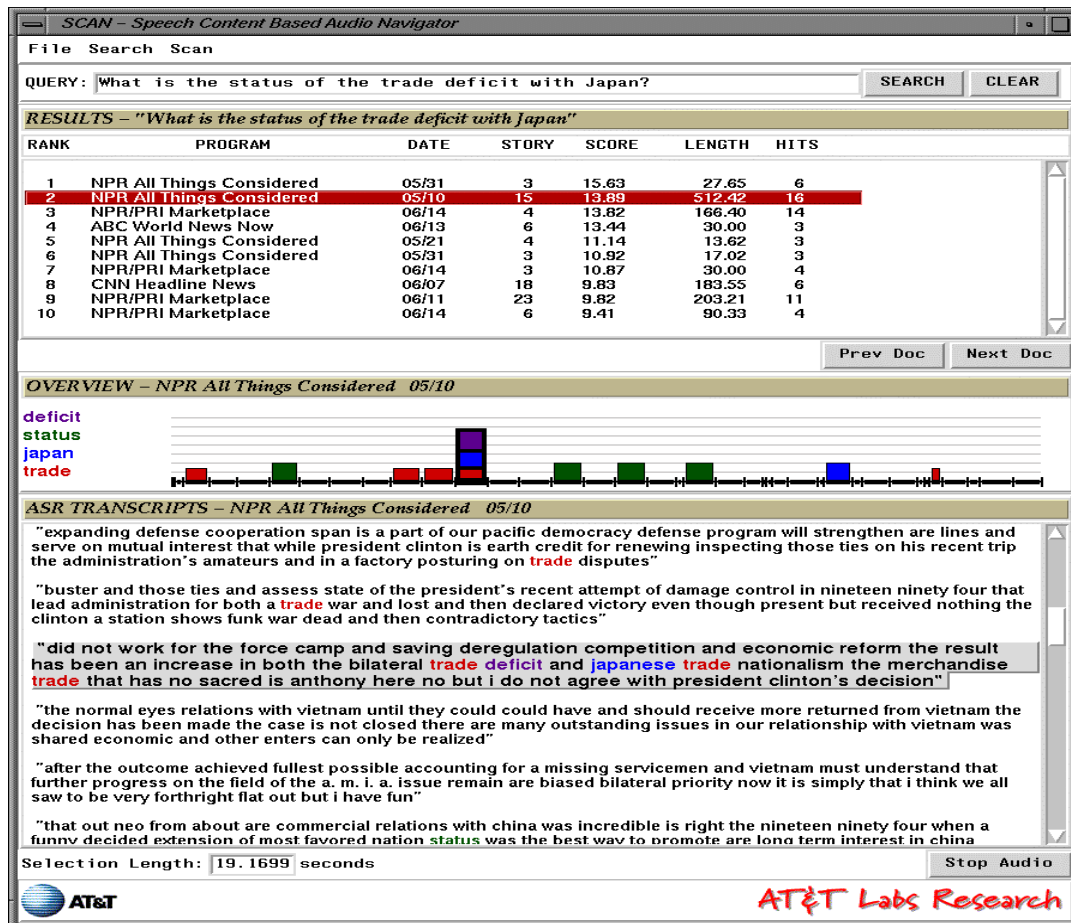 SCAN – Speech Content Based Audio Navigator
File Search Scan
QUERY: What is the status of the trade deficit with Japan? SEARCH CLEAR
RESULTS – "What is the status of the trade deficit with Japan"
RANK PROGRAM DATE STORY SCORE LENGTH HITS
1 NPR All Things Considered 05/31 3 15.63 27.65 6
2 NPR All Things Considered 05/10 15 13.89 512.42 16
3 NPR/PRI Marketplace 06/14 4 13.82 166.40 14
4 ABC World News Now 06/13 6 13.44 30.00 3
5 NPR All Things Considered 05/21 4 11.14 13.62 3
6 NPR All Things Considered 05/31 3 10.92 17.02 3
7 NPR/PRI Marketplace 06/14 3 10.87 30.00 4
8 CNN Headline News 06/07 18 9.83 183.55 6
9 NPR/PRI Marketplace 06/11 23 9.82 203.21 11
10 NPR/PRI Marketplace 06/14 6 9.41 90.33 4
Prev Doc Next Doc
OVERVIEW – NPR All Things Considered 05/10
deficit
status
japan
trade
ASR TRANSCRIPTS – NPR All Things Considered 05/10
"expanding defense cooperation span is a part of our pacific democracy defense program will strengthen are lines and
serve on mutual interest that while president clinton is earth credit for renewing inspecting those ties on his recent trip
the administration's amateurs and in a factory posturing on trade disputes"
"buster and those ties and assess state of the president's recent attempt of damage control in nineteen ninety four that
lead administration for both a trade war and lost and then declared victory even though present but received nothing the
clinton a station shows funk war dead and then contradictory tactics"
"did not work for the force camp and saving deregulation competition and economic reform the result
has been an increase in both the bilateral trade deficit and japanese trade nationalism the merchandise
trade that has no sacred is anthony here no but i do not agree with president clinton's decision"
"the normal eyes relations with vietnam until they could could have and should receive more returned from vietnam the
decision has been made the case is not closed there are many outstanding issues in our relationship with vietnam was
shared economic and other enters can only be realized"
"after the outcome achieved fullest possible accounting for a missing servicemen and vietnam must understand that
further progress on the field of the a. m. i. a. issue remain are biased bilateral priority now it is simply that i think we all
saw to be very forthright flat out but i have fun"
"that out neo from about are commercial relations with china was incredible is right the nineteen ninety four when a
funny decided extension of most favored nation status was the best way to promote are long term interest in china
Selection Length: 19.1699 seconds Stop Audio
AT&T AT&T Labs Research